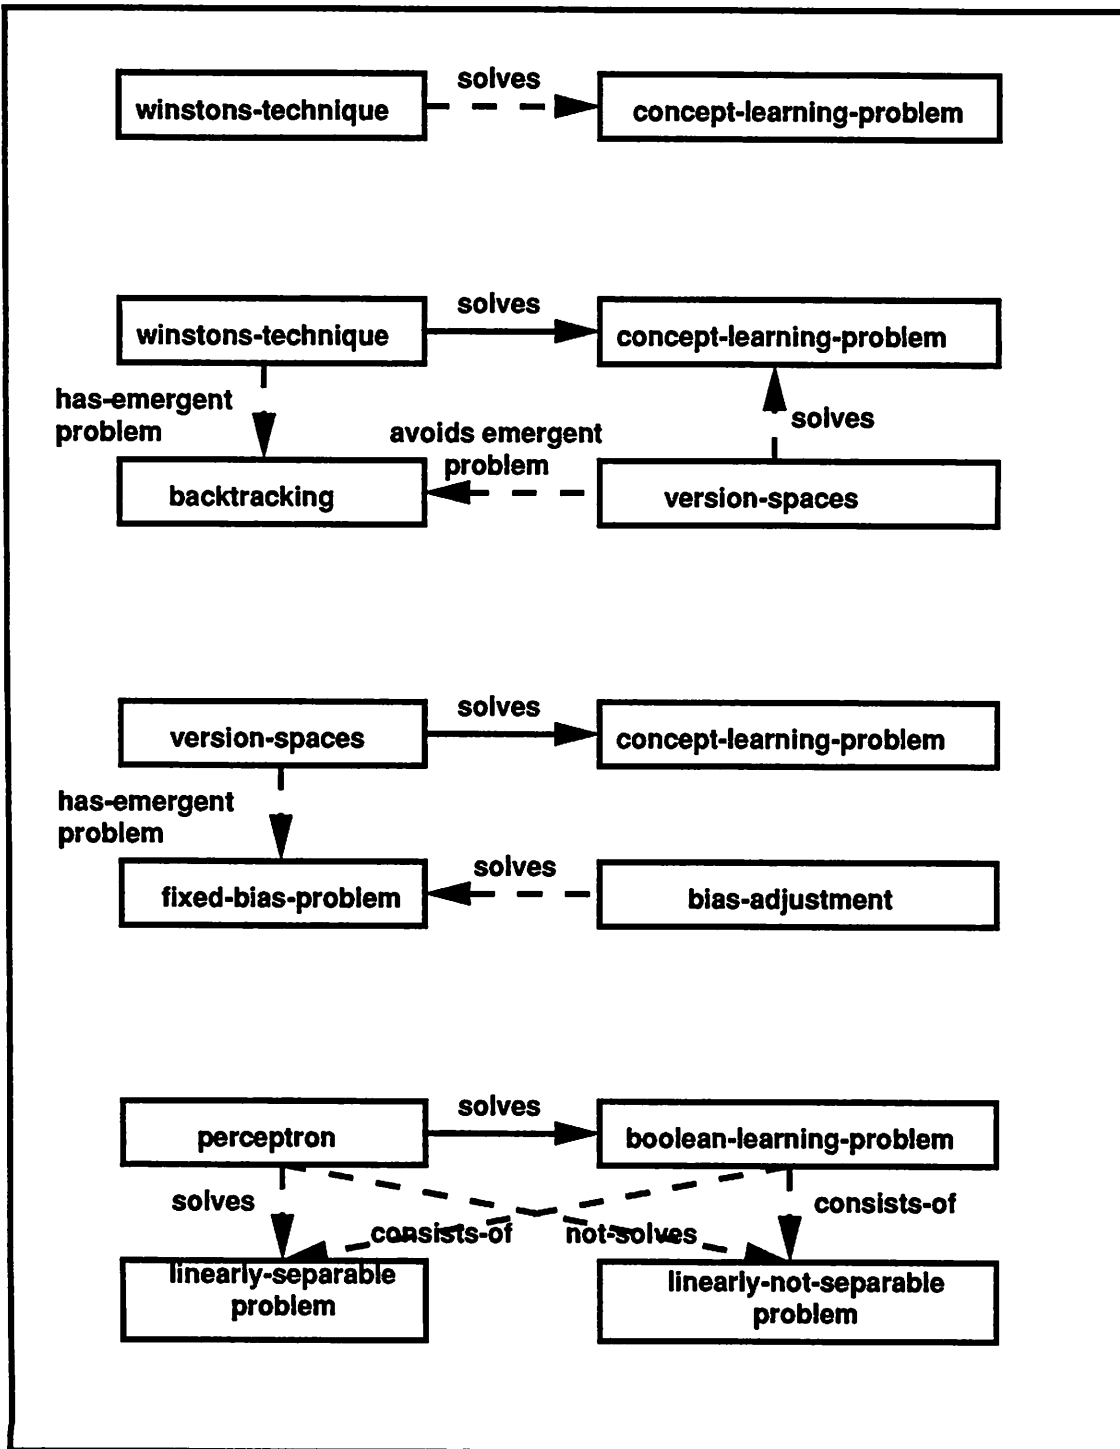 solves
winstons-technique
concept-learning-problem
solves
winstons-technique
concept-learning-problem
has-emergent
problem
avoids emergent
problem
solves
backtracking
version-spaces
solves
version-spaces
concept-learning-problem
has-emergent
problem
solves
fixed-bias-problem
bias-adjustment
solves
perceptron
boolean-learning-problem
solves
consists-of
consists-of
not-solves
linearly-separable
problem
linearly-not-separable
problem